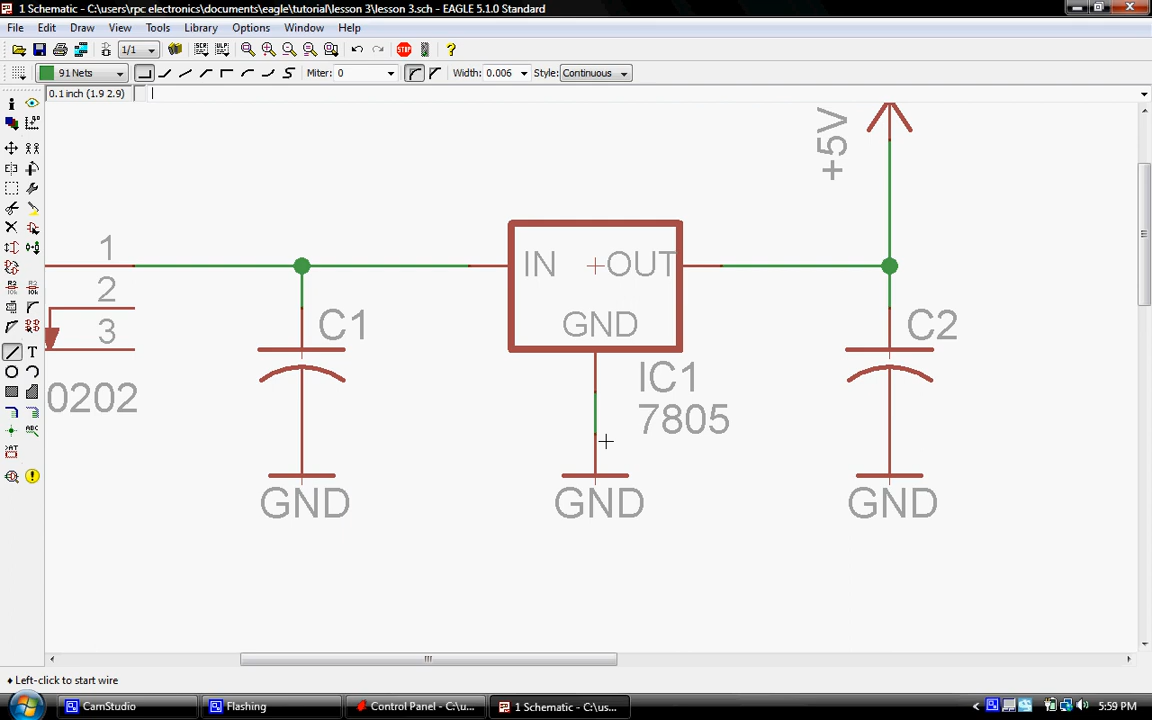 1 Schematic - C:\users\rpc electronics\documents\eagle\tutorial\lesson 3\lesson 3.sch - EAGLE 5.1.0 Standard
File Edit Draw View Tools Library Options Window Help
1/1 SCR ULP STOP ?
91 Nets Miter: 0 Width: 0.006 Style: Continuous
0.1 inch (1.9 2.9)
+5V
1
IN +OUT
2
GND
3
C1
C2
IC1
0202
7805
GND
GND
GND
Left-click to start wire
CamStudio Flashing Control Panel - C:\u... 1 Schematic - C:\us... 5:59 PM